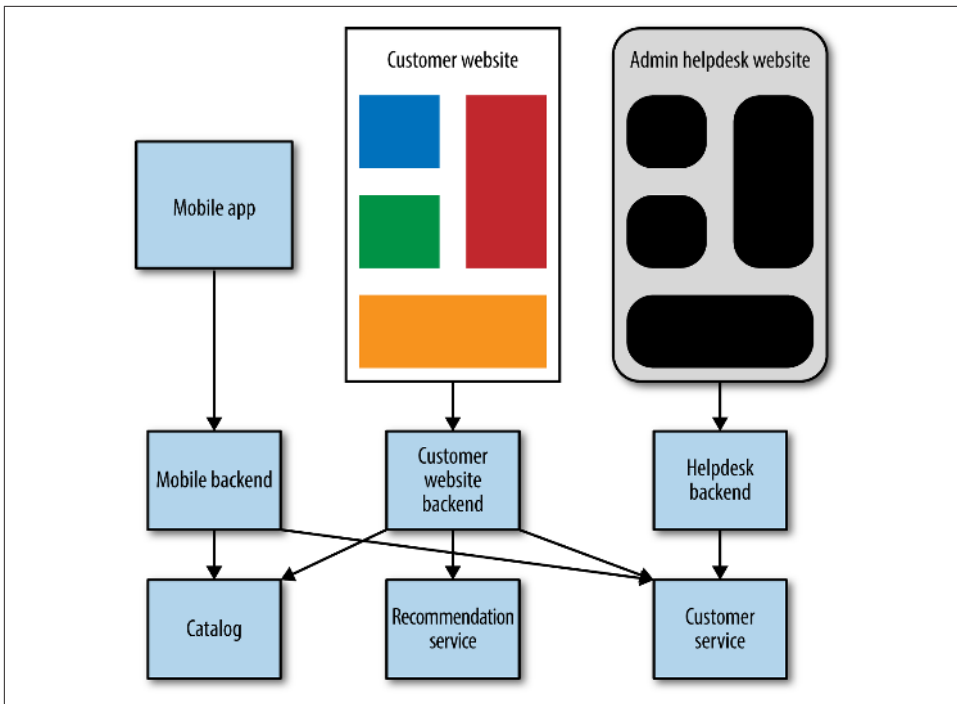 Customer website
Admin helpdesk website
Mobile app
Mobile backend
Customer
website
backend
Helpdesk
backend
Catalog
Recommendation
service
Customer
service